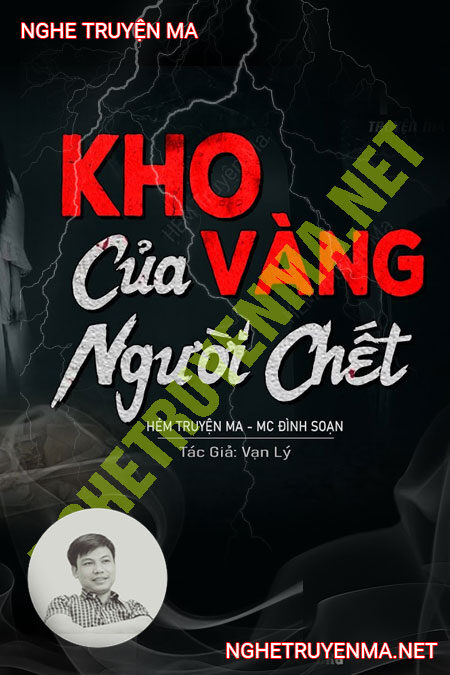 NGHE TRUYỆN MA
KHO
Của VÀNG
Người Chết
HẺM TRUYỆN MA - MC ĐÌNH SOẠN
Tác Giả: Vạn Lý
NGHETRUYENMA.NET
NGHETRUYENMA.NET